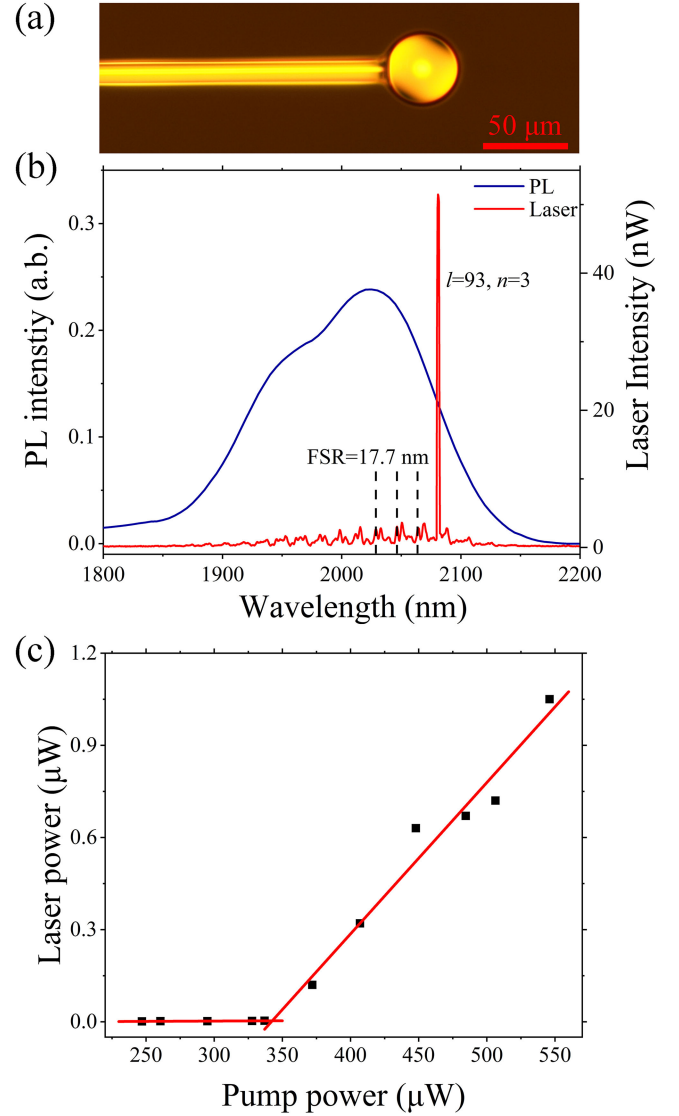 (a)
50 μm
(b)
PL
Laser
l=93, n=3
FSR=17.7 nm
PL intenstiy (a.b.)
0.3
0.2
0.1
0.0
Laser Intensity (nW)
40
20
0
1800 1900 2000 2100 2200
Wavelength (nm)
(c)
Laser power (μW)
1.2
0.9
0.6
0.3
0.0
250 300 350 400 450 500 550
Pump power (μW)